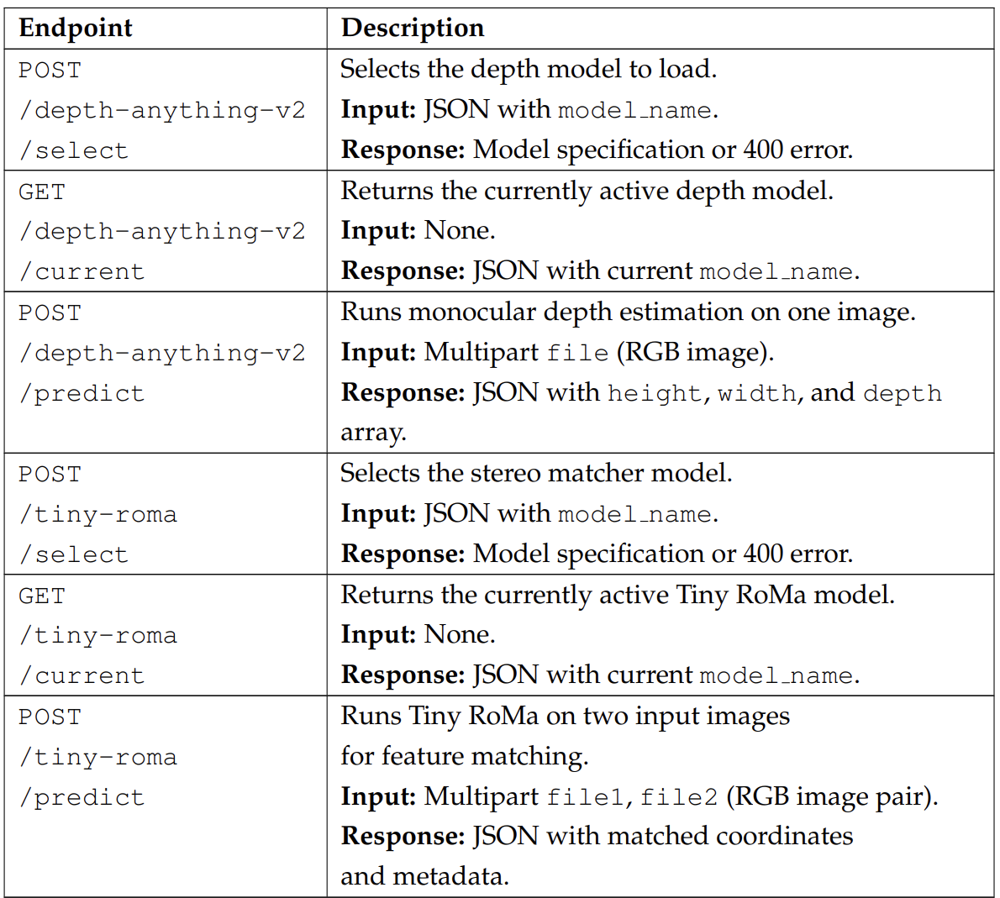 Endpoint Description
POST Selects the depth model to load.
/depth-anything-v2 Input: JSON with model_name.
/select Response: Model specification or 400 error.
GET Returns the currently active depth model.
/depth-anything-v2 Input: None.
/current Response: JSON with current model_name.
POST Runs monocular depth estimation on one image.
/depth-anything-v2 Input: Multipart file (RGB image).
/predict Response: JSON with height, width, and depth
array.
POST Selects the stereo matcher model.
/tiny-roma Input: JSON with model_name.
/select Response: Model specification or 400 error.
GET Returns the currently active Tiny RoMa model.
/tiny-roma Input: None.
/current Response: JSON with current model_name.
POST Runs Tiny RoMa on two input images
/tiny-roma for feature matching.
/predict Input: Multipart file1, file2 (RGB image pair).
Response: JSON with matched coordinates
and metadata.